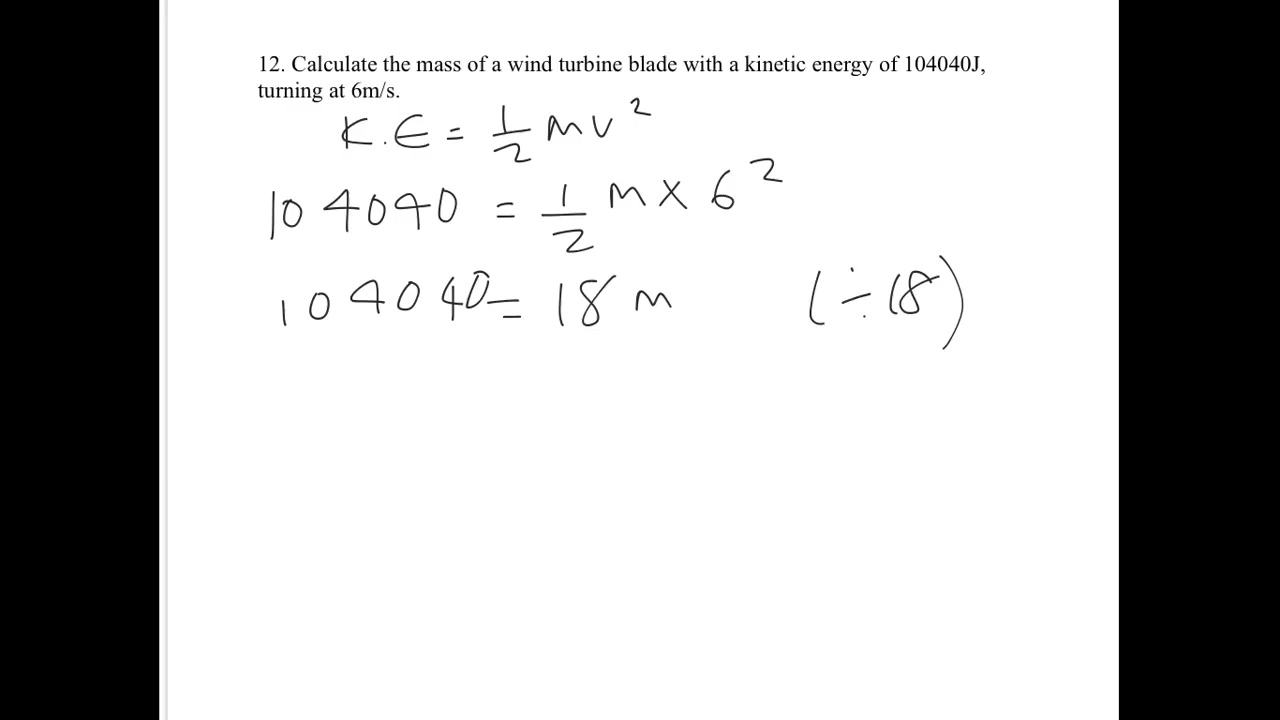 12. Calculate the mass of a wind turbine blade with a kinetic energy of 104040J,
turning at 6m/s.
K.E = 1/2 mv²
104040 = 1/2 m × 6²
104040 = 18 m (÷18)